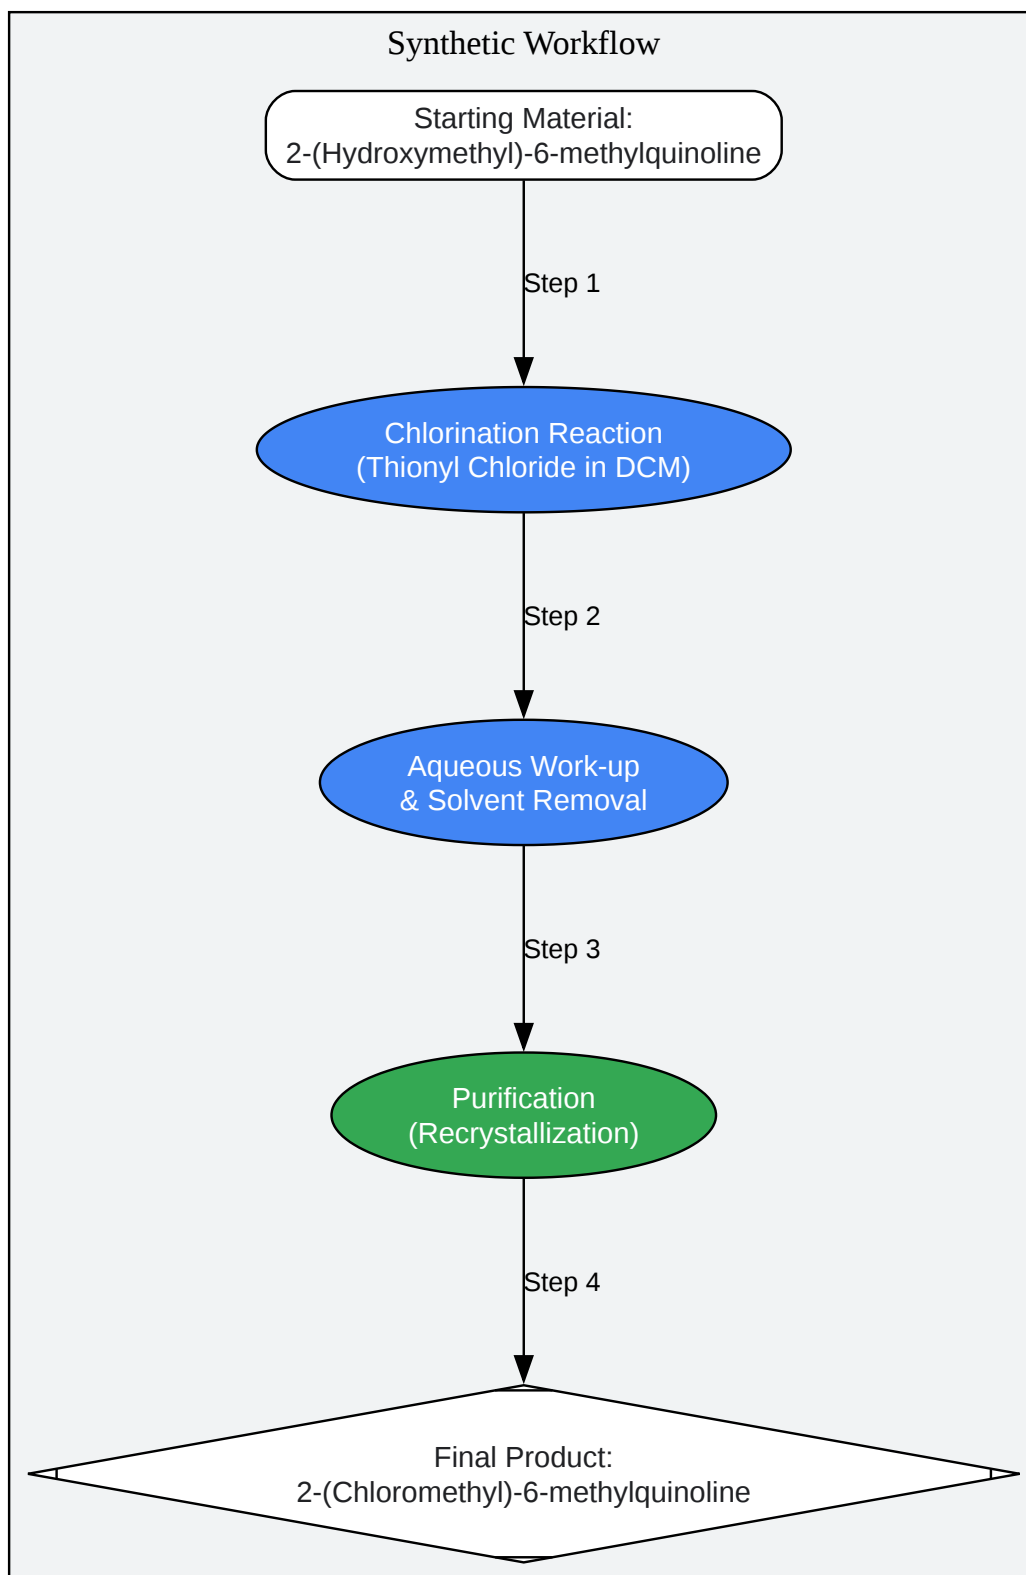 Synthetic Workflow
Starting Material:
2-(Hydroxymethyl)-6-methylquinoline
Step 1
Chlorination Reaction
(Thionyl Chloride in DCM)
Step 2
Aqueous Work-up
& Solvent Removal
Step 3
Purification
(Recrystallization)
Step 4
Final Product:
2-(Chloromethyl)-6-methylquinoline